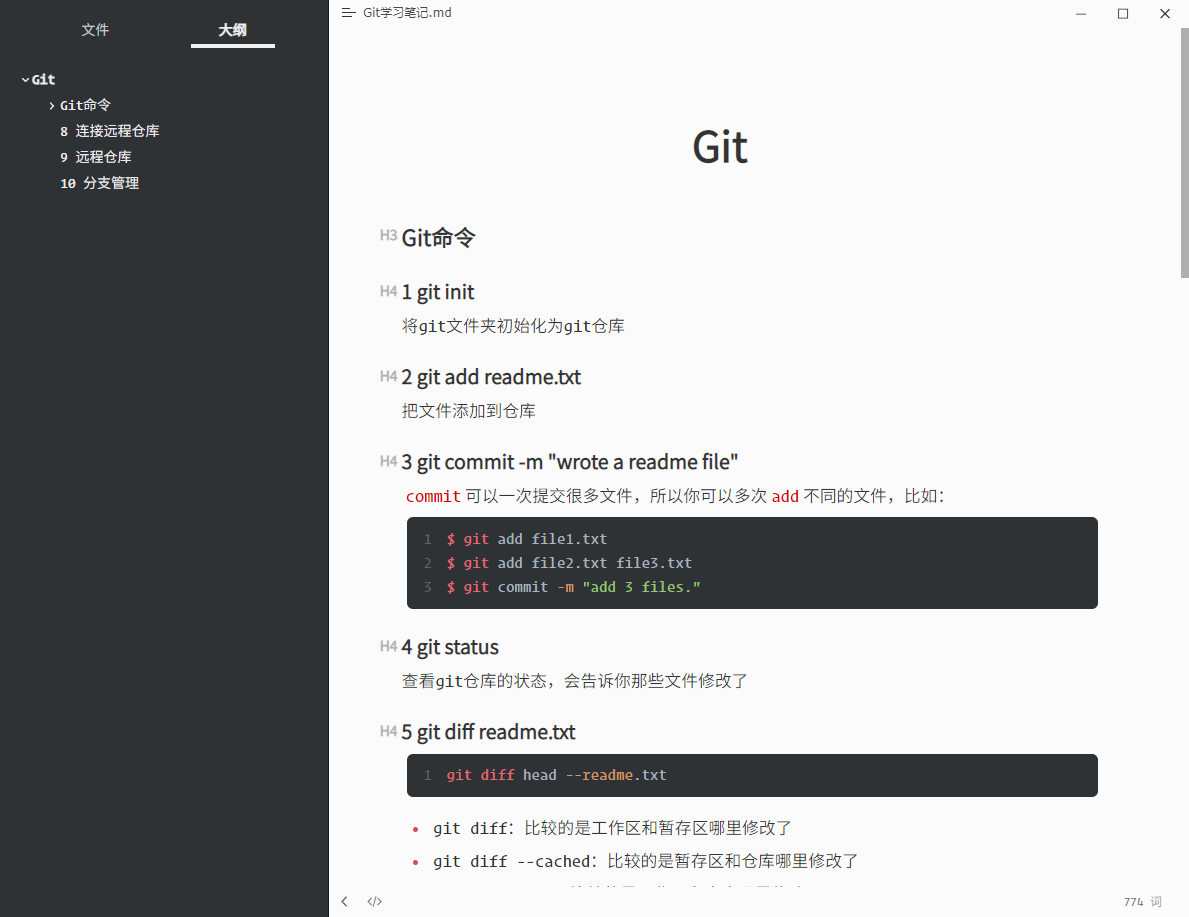 文件 大纲
Git
Git命令
8 连接远程仓库
9 远程仓库
10 分支管理
Git学习笔记.md
Git
H3 Git命令
H4 1 git init
将git文件夹初始化为git仓库
H4 2 git add readme.txt
把文件添加到仓库
H4 3 git commit -m "wrote a readme file"
commit 可以一次提交很多文件，所以你可以多次 add 不同的文件，比如：
1 $ git add file1.txt
2 $ git add file2.txt file3.txt
3 $ git commit -m "add 3 files."
H4 4 git status
查看git仓库的状态，会告诉你那些文件修改了
H4 5 git diff readme.txt
1 git diff head --readme.txt
git diff：比较的是工作区和暂存区哪里修改了
git diff --cached：比较的是暂存区和仓库哪里修改了
774 词